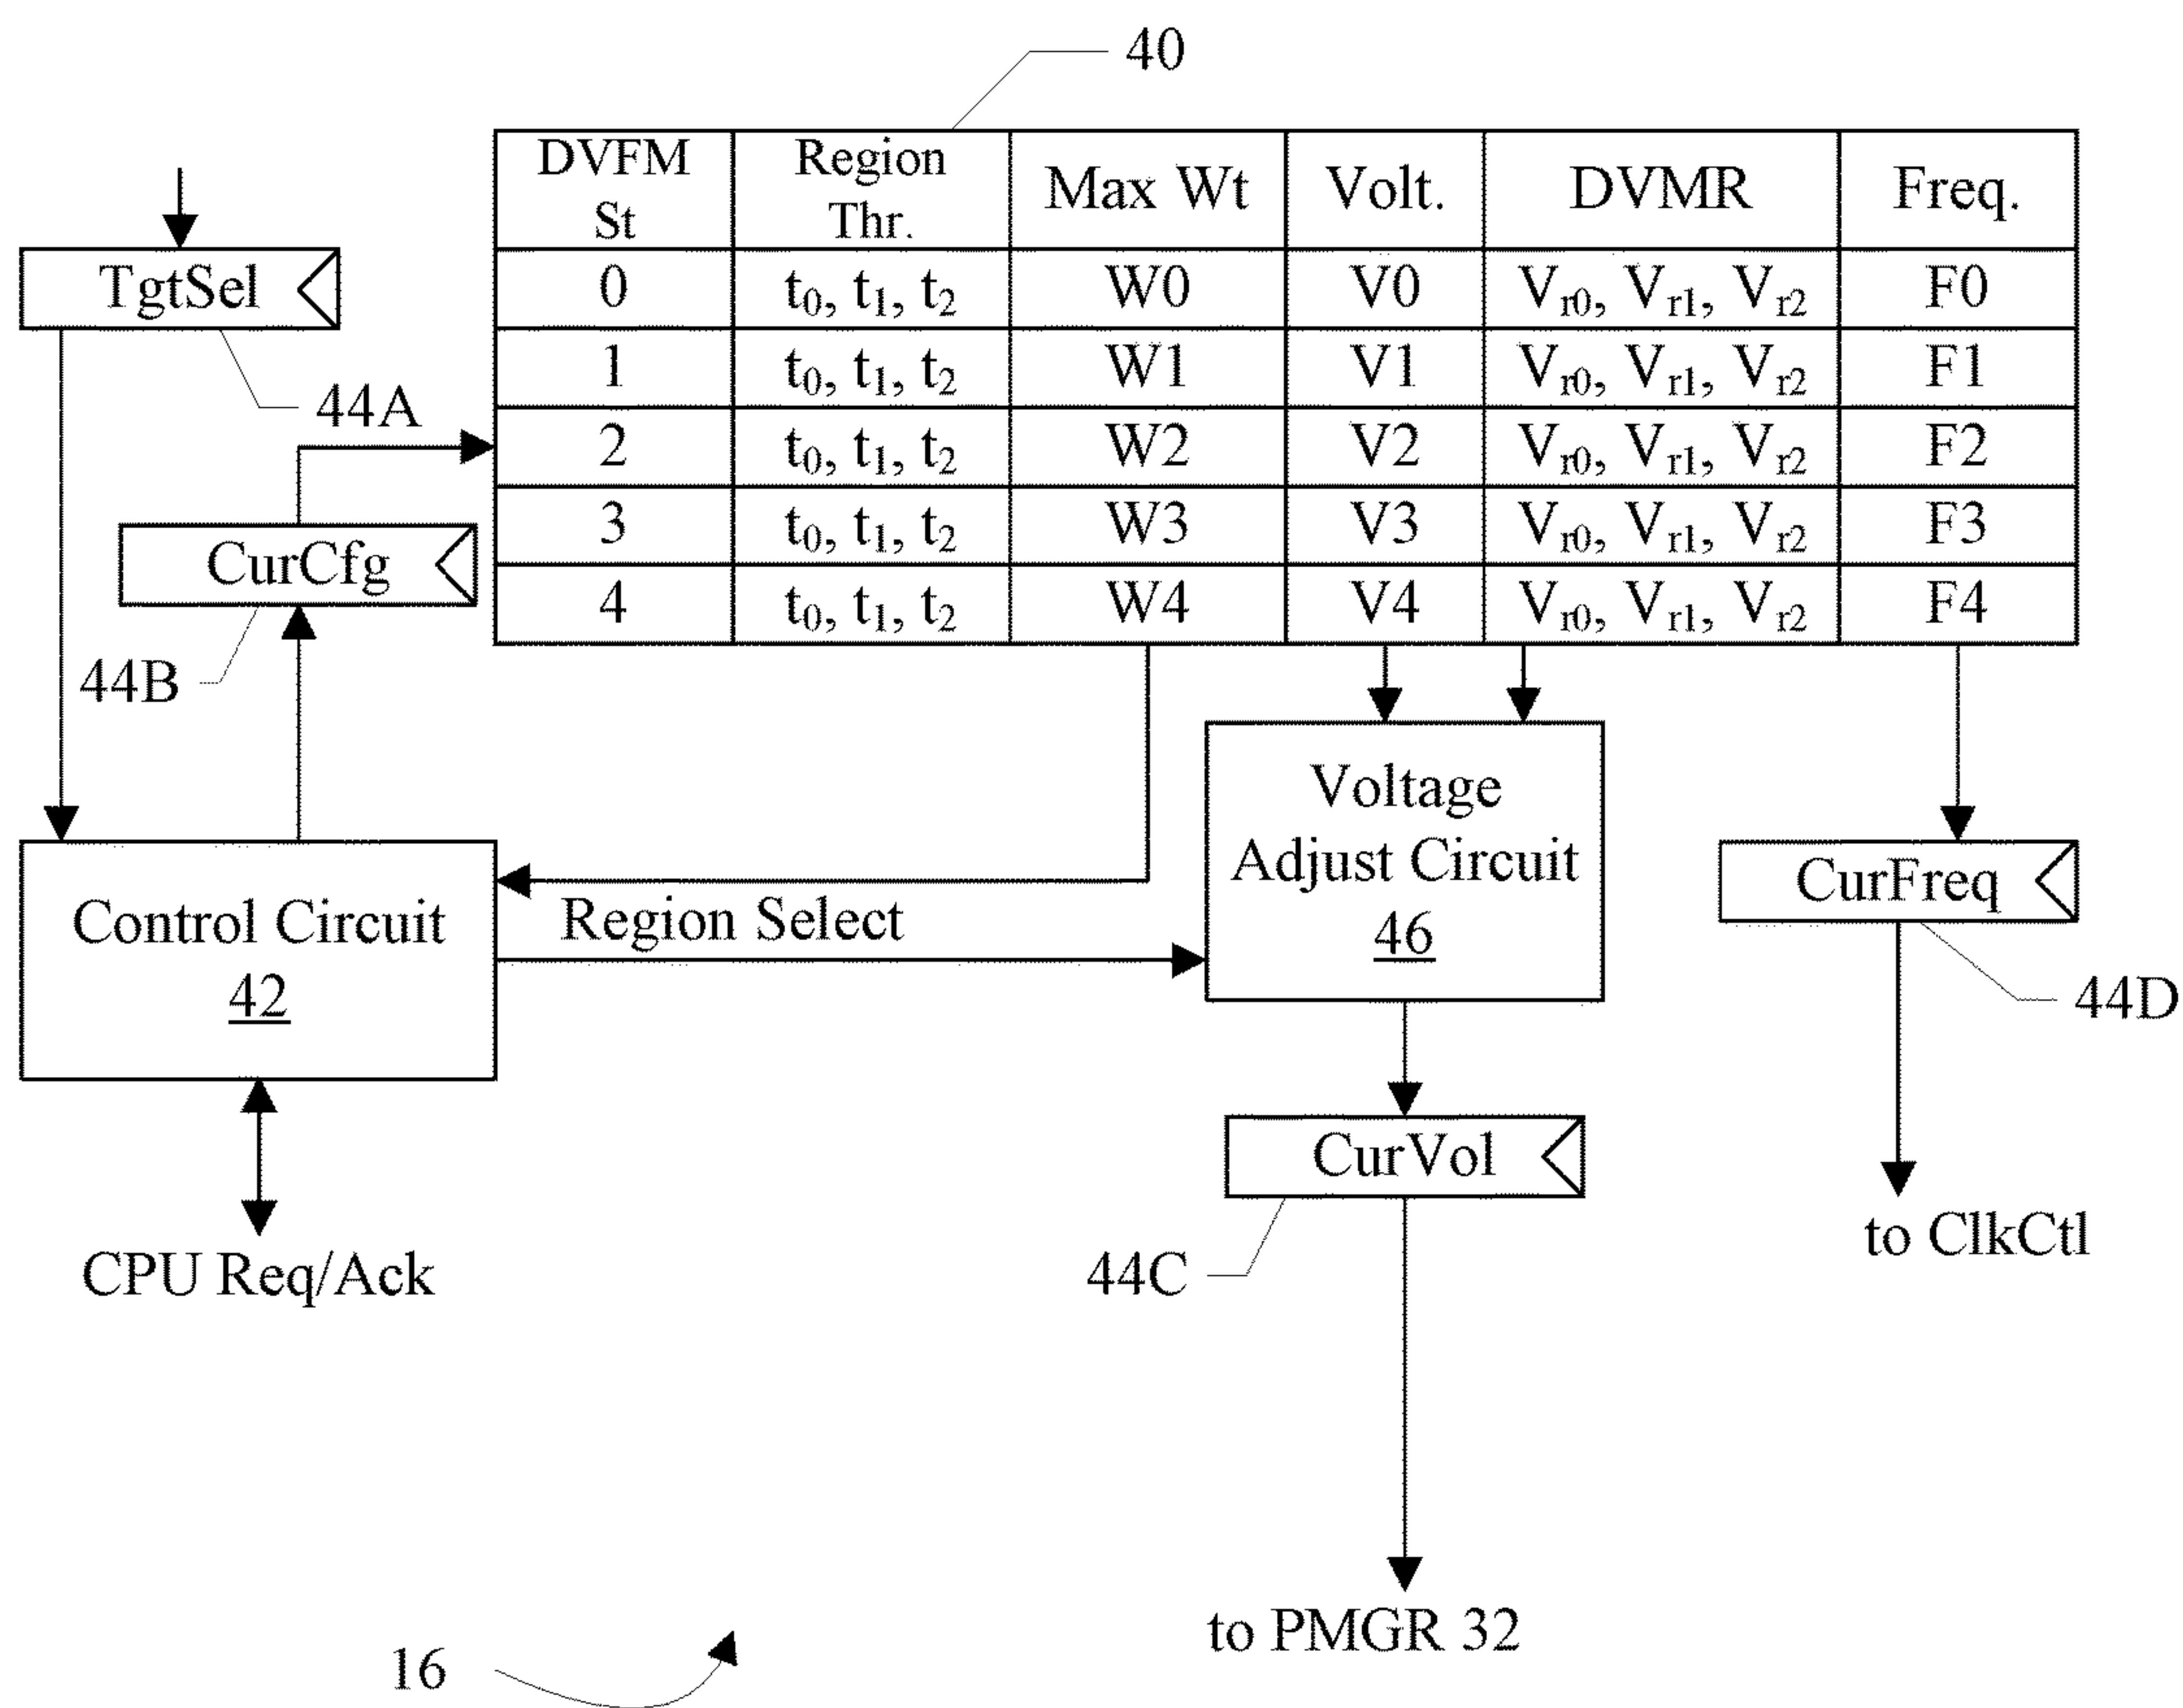 40
DVFM St Region Thr. Max Wt Volt. DVMR Freq.
0 t₀, t₁, t₂ W0 V0 Vᵣ₀, Vᵣ₁, Vᵣ₂ F0
1 t₀, t₁, t₂ W1 V1 Vᵣ₀, Vᵣ₁, Vᵣ₂ F1
2 t₀, t₁, t₂ W2 V2 Vᵣ₀, Vᵣ₁, Vᵣ₂ F2
3 t₀, t₁, t₂ W3 V3 Vᵣ₀, Vᵣ₁, Vᵣ₂ F3
4 t₀, t₁, t₂ W4 V4 Vᵣ₀, Vᵣ₁, Vᵣ₂ F4
TgtSel
44A
CurCfg
44B
Control Circuit
42
Region Select
Voltage
Adjust Circuit
46
CurFreq
44D
CurVol
44C
CPU Req/Ack
to ClkCtl
to PMGR 32
16